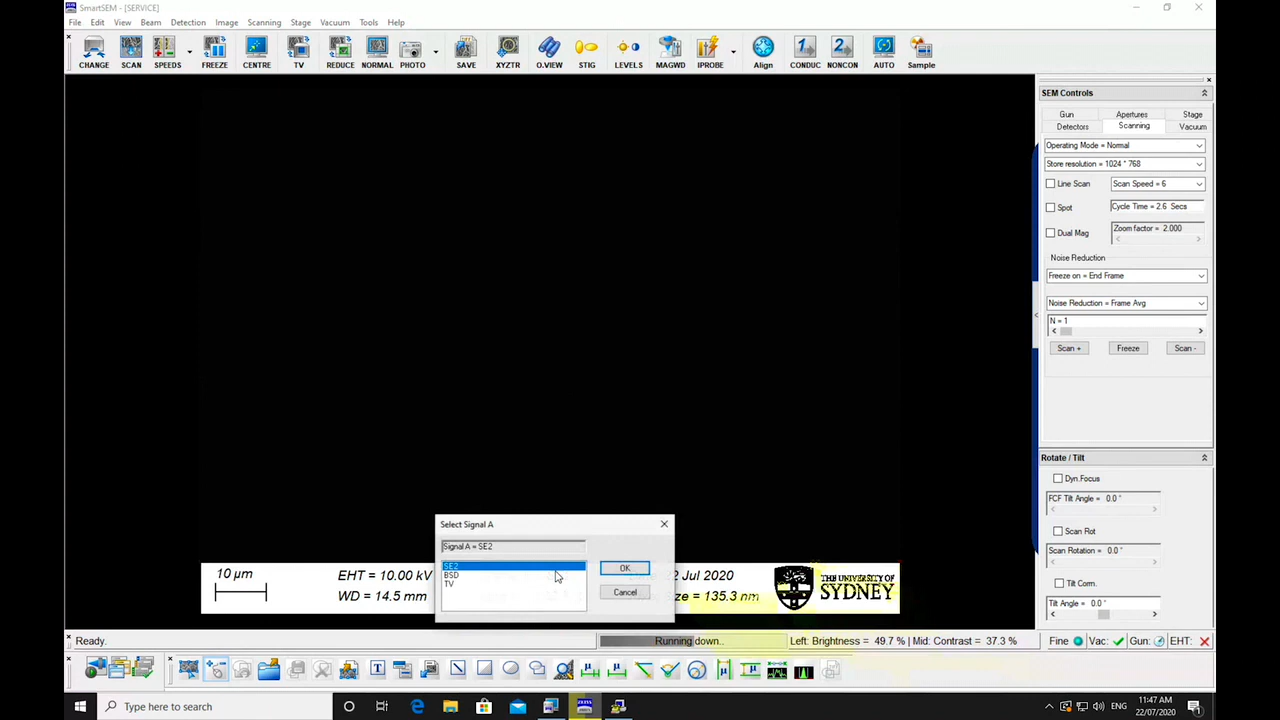 SmartSEM - [SERVICE]
File Edit View Beam Detection Image Scanning Stage Vacuum Tools Help
CHANGE SCAN SPEEDS FREEZE CENTRE TV REDUCE NORMAL PHOTO SAVE XYZTR O.VIEW STIG LEVELS MAGWD IPROBE Align CONDUC NONCON AUTO Sample
SEM Controls
Gun Apertures Stage
Detectors Scanning Vacuum
Operating Mode = Normal
Store resolution = 1024 * 768
Line Scan Scan Speed = 6
Spot Cycle Time = 2.6 Secs
Dual Mag Zoom factor = 2.000
Noise Reduction
Freeze on = End Frame
Noise Reduction = Frame Avg
N = 1
Scan + Freeze Scan -
Rotate / Tilt
Dyn.Focus
FCF Tilt Angle = 0.0 °
Scan Rot
Scan Rotation = 0.0 °
Tilt Corrn.
Tilt Angle = 0.0 °
Select Signal A
Signal A = SE2
SE2
BSD
TV
OK
Cancel
10 µm
EHT = 10.00 kV
WD = 14.5 mm
2 Jul 2020
ize = 135.3 nm
THE UNIVERSITY OF
SYDNEY
Ready. Running down.. Left: Brightness = 49.7 % Mid: Contrast = 37.3 % Fine Vac: Gun: EHT:
Type here to search
ENG
11:47 AM
22/07/2020